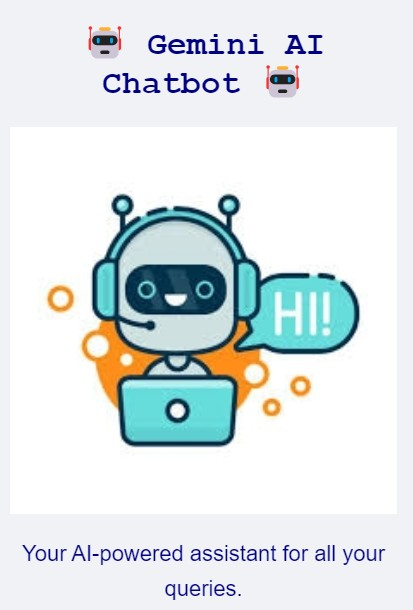 🤖 Gemini AI
Chatbot 🤖
HI!
Your AI-powered assistant for all your
queries.